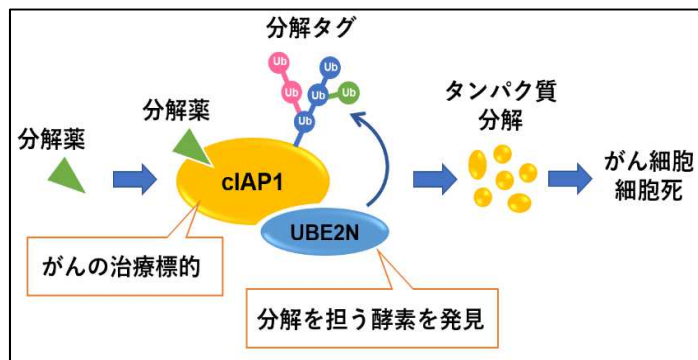 分解タグ
Ub
Ub
Ub
Ub
Ub
Ub
分解薬
分解薬
cIAP1
UBE2N
タンパク質
分解
がん細胞
細胞死
がんの治療標的
分解を担う酵素を発見